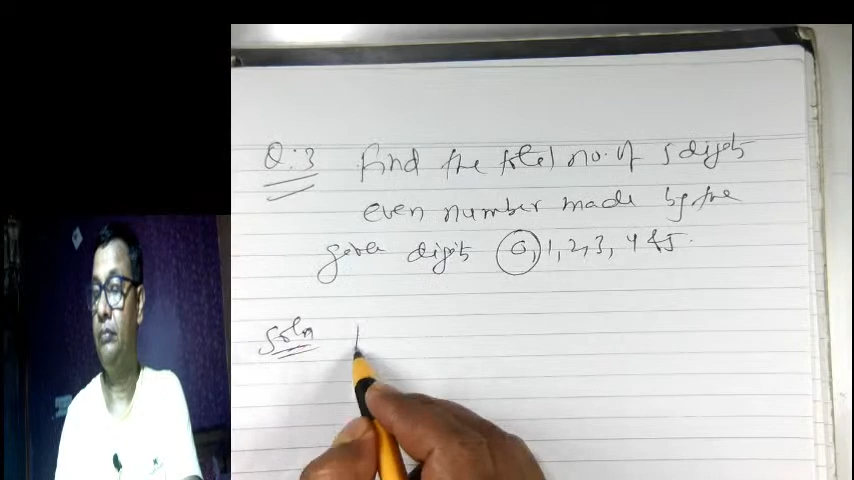 Q.3 Find the total no. of 5 digits
even number made by the
given digits 0, 1, 2, 3, 4 & 5.
Soln